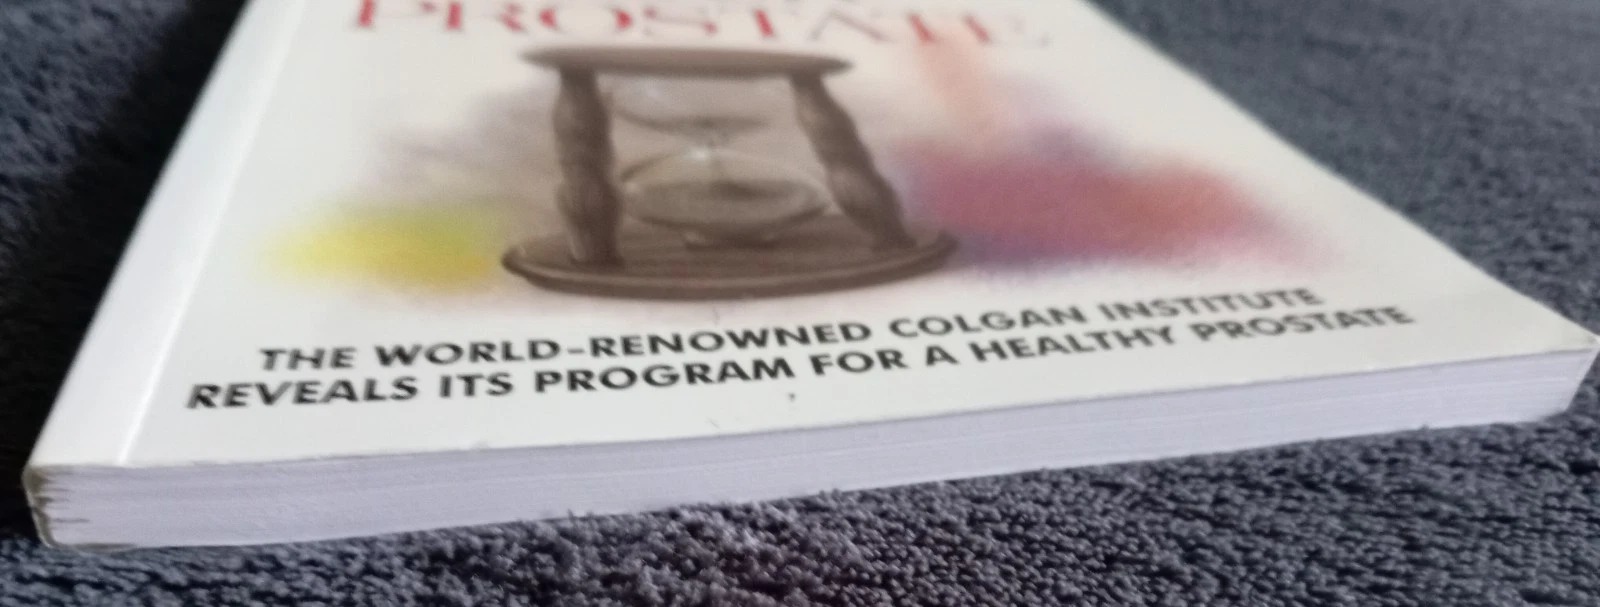 PROSTATE
THE WORLD-RENOWNED COLGAN INSTITUTE
REVEALS ITS PROGRAM FOR A HEALTHY PROSTATE